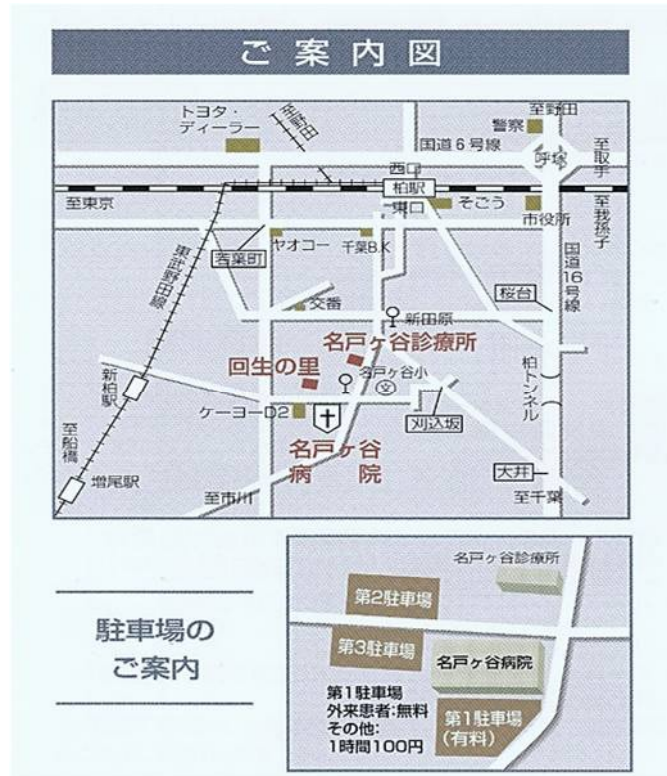 ご案内図
トヨタ・
ディーラー
至野田
至野田
警察
国道6号線
呼塚
至取手
西口
柏駅
東口
そごう
市役所
至東京
至我孫子
東武野田線
若葉町
ヤオコー
千葉B.K
国道16号線
桜台
交番
新田原
名戸ヶ谷診療所
回生の里
名戸ヶ谷小
文
柏トンネル
新柏駅
ケーヨーD2
刈込坂
至船橋
名戸ヶ谷
病院
大井
増尾駅
至市川
至千葉
駐車場の
ご案内
名戸ヶ谷診療所
第2駐車場
第3駐車場
名戸ヶ谷病院
第1駐車場
外来患者:無料
その他:
1時間100円
第1駐車場
(有料)